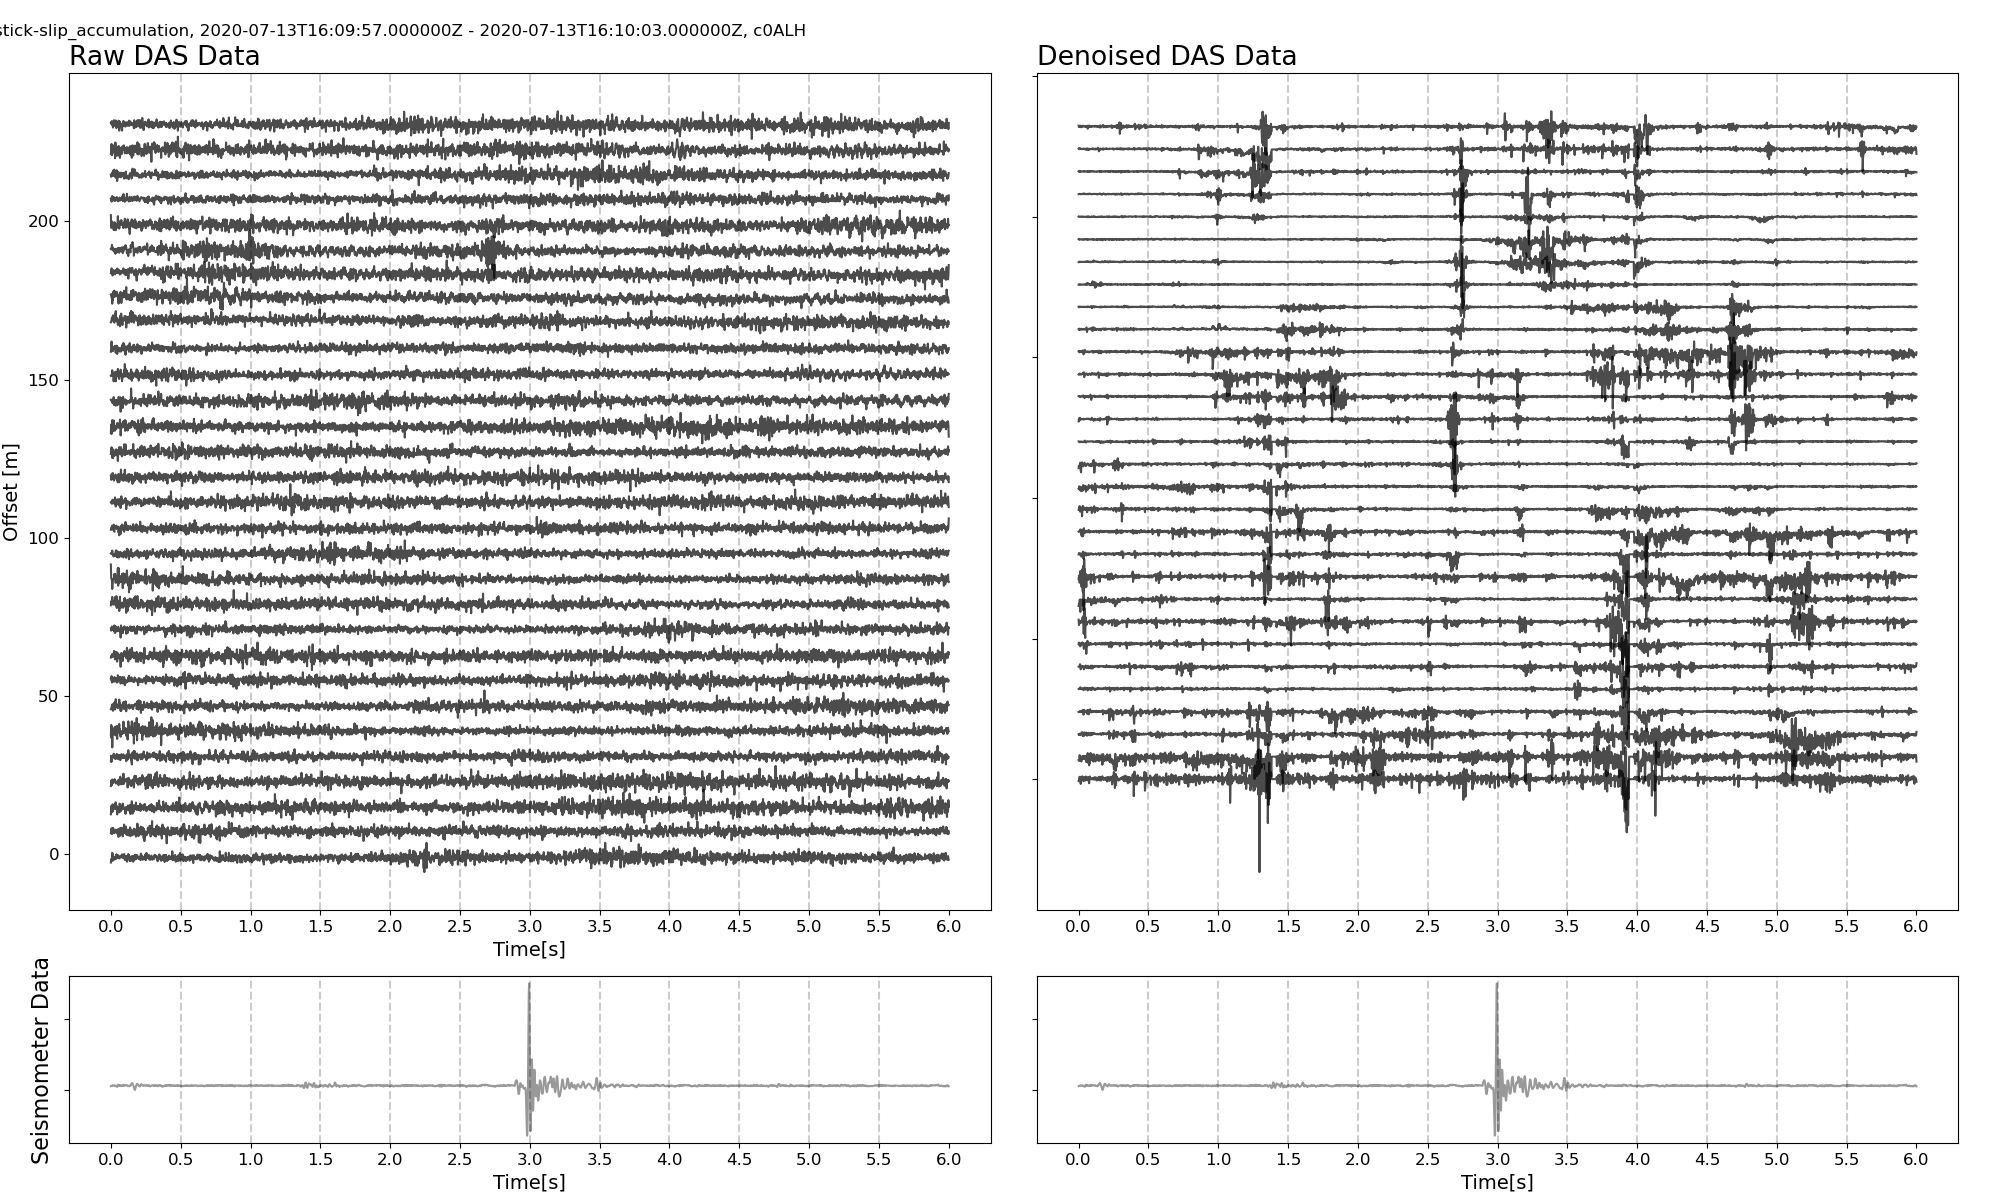 stick-slip_accumulation, 2020-07-13T16:09:57.000000Z - 2020-07-13T16:10:03.000000Z, c0ALH
Raw DAS Data
Denoised DAS Data
Offset [m]
200
150
100
50
0
0.0 0.5 1.0 1.5 2.0 2.5 3.0 3.5 4.0 4.5 5.0 5.5 6.0
Time[s]
0.0 0.5 1.0 1.5 2.0 2.5 3.0 3.5 4.0 4.5 5.0 5.5 6.0
Seismometer Data
0.0 0.5 1.0 1.5 2.0 2.5 3.0 3.5 4.0 4.5 5.0 5.5 6.0
Time[s]
0.0 0.5 1.0 1.5 2.0 2.5 3.0 3.5 4.0 4.5 5.0 5.5 6.0
Time[s]